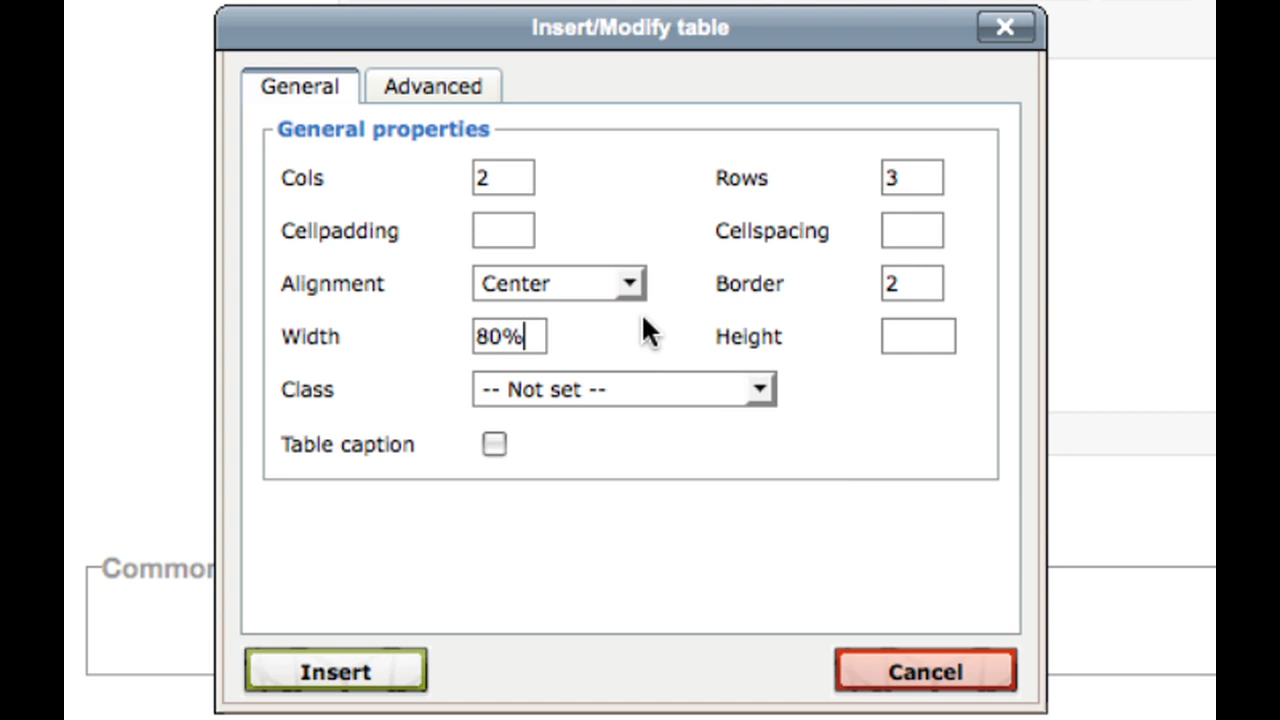 Insert/Modify table
General Advanced
General properties
Cols 2 Rows 3
Cellpadding Cellspacing
Alignment Center Border 2
Width 80% Height
Class -- Not set --
Table caption
Common
Insert Cancel